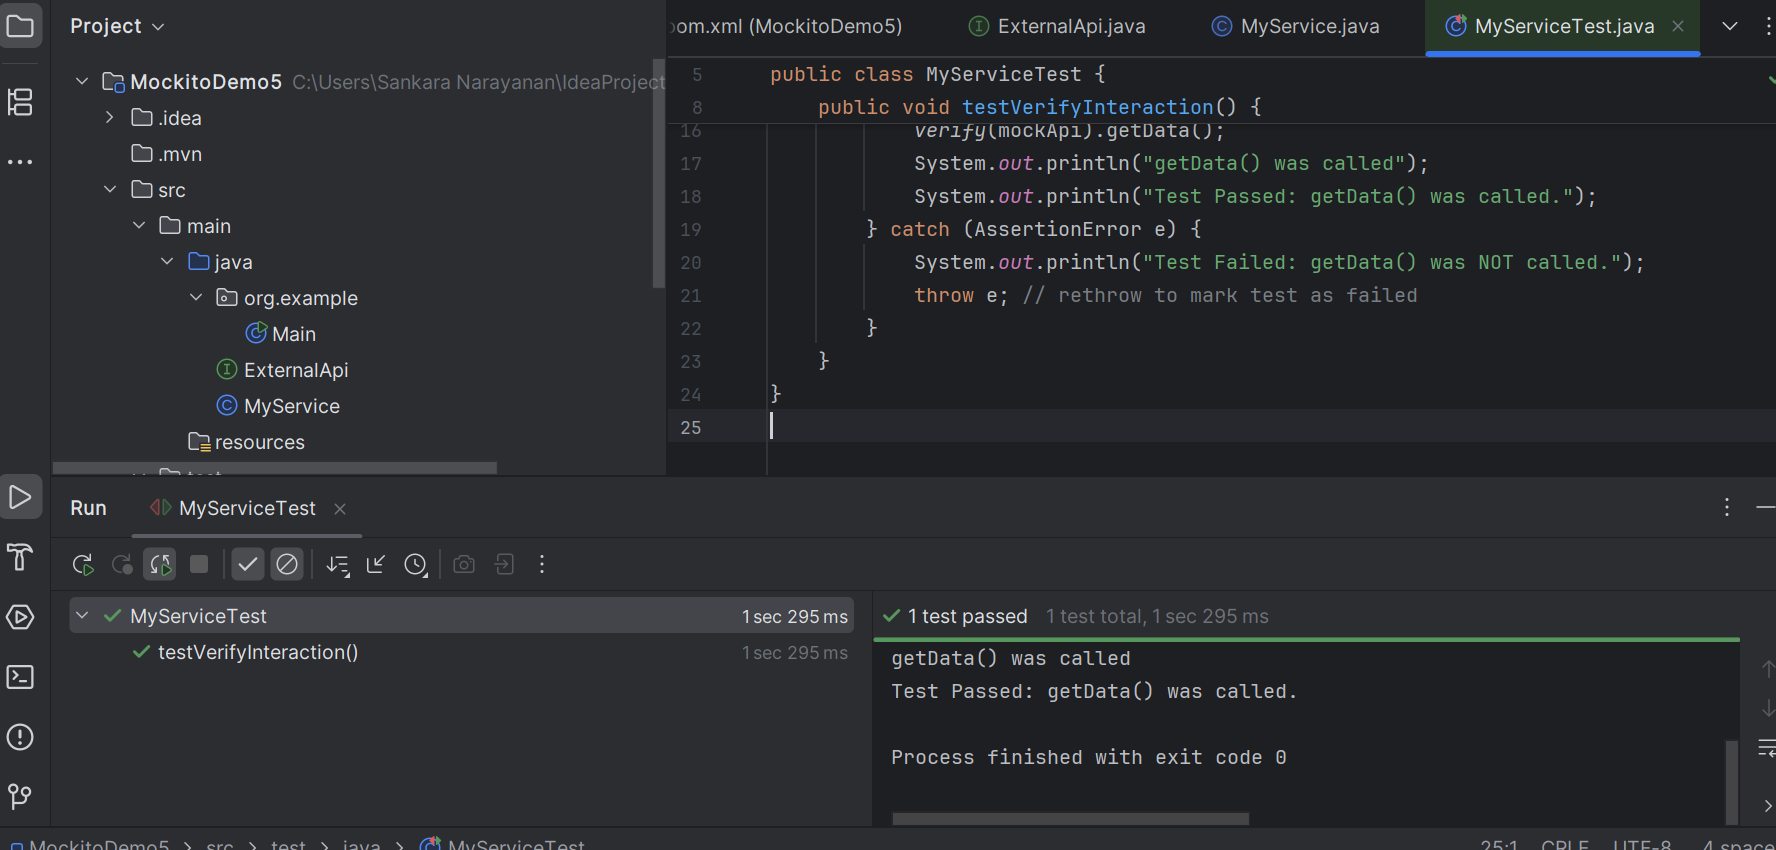 Project
pom.xml (MockitoDemo5)
ExternalApi.java
MyService.java
MyServiceTest.java
MockitoDemo5 C:\Users\Sankara Narayanan\IdeaProject
.idea
.mvn
src
main
java
org.example
Main
ExternalApi
MyService
resources
test
5 public class MyServiceTest {
8 public void testVerifyInteraction() {
16 verify(mockApi).getData();
17 System.out.println("getData() was called");
18 System.out.println("Test Passed: getData() was called.");
19 } catch (AssertionError e) {
20 System.out.println("Test Failed: getData() was NOT called.");
21 throw e; // rethrow to mark test as failed
22 }
23 }
24 }
25
Run MyServiceTest
MyServiceTest 1 sec 295 ms
testVerifyInteraction() 1 sec 295 ms
1 test passed 1 test total, 1 sec 295 ms
getData() was called
Test Passed: getData() was called.
Process finished with exit code 0
MockitoDemo5 > src > test > java > MyServiceTest
25:1 CRLF UTF-8 4 space